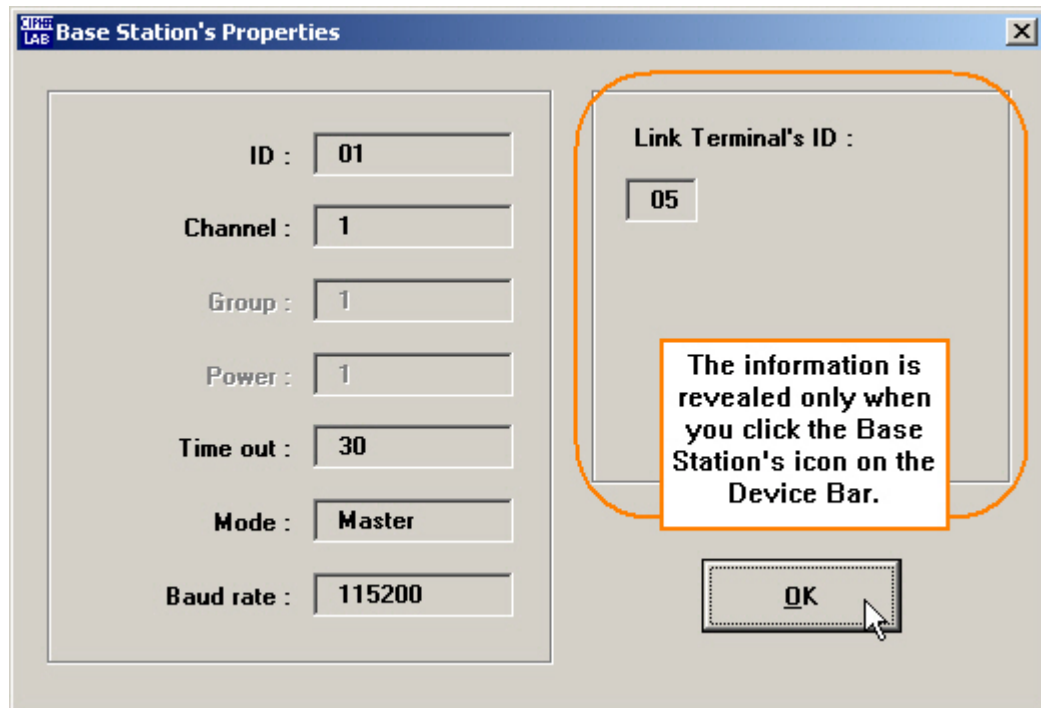 CIPHER
LAB
Base Station's Properties
ID : 01
Channel : 1
Group : 1
Power : 1
Time out : 30
Mode : Master
Baud rate : 115200
Link Terminal's ID :
05
The information is
revealed only when
you click the Base
Station's icon on the
Device Bar.
OK